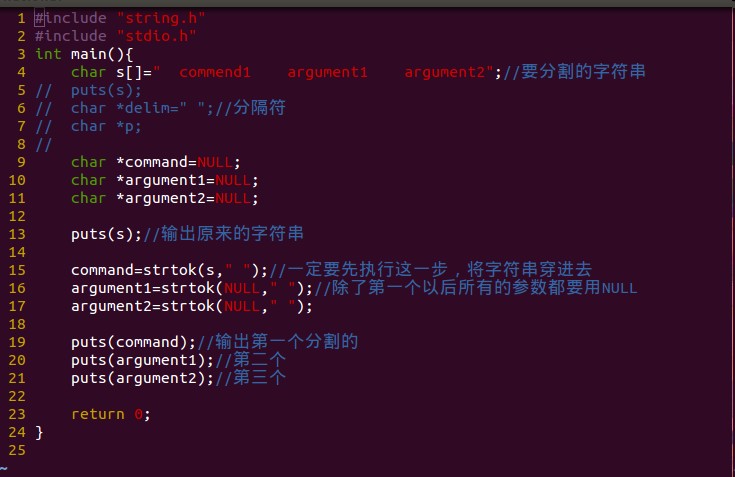 1 #include "string.h"
2 #include "stdio.h"
3 int main(){
4     char s[]="  commend1    argument1    argument2";//要分割的字符串
5 //  puts(s);
6 //  char *delim=" ";//分隔符
7 //  char *p;
8 //
9     char *command=NULL;
10     char *argument1=NULL;
11     char *argument2=NULL;
12
13     puts(s);//输出原来的字符串
14
15     command=strtok(s," ");//一定要先执行这一步，将字符串穿进去
16     argument1=strtok(NULL," ");//除了第一个以后所有的参数都要用NULL
17     argument2=strtok(NULL," ");
18
19     puts(command);//输出第一个分割的
20     puts(argument1);//第二个
21     puts(argument2);//第三个
22
23     return 0;
24 }
25
~